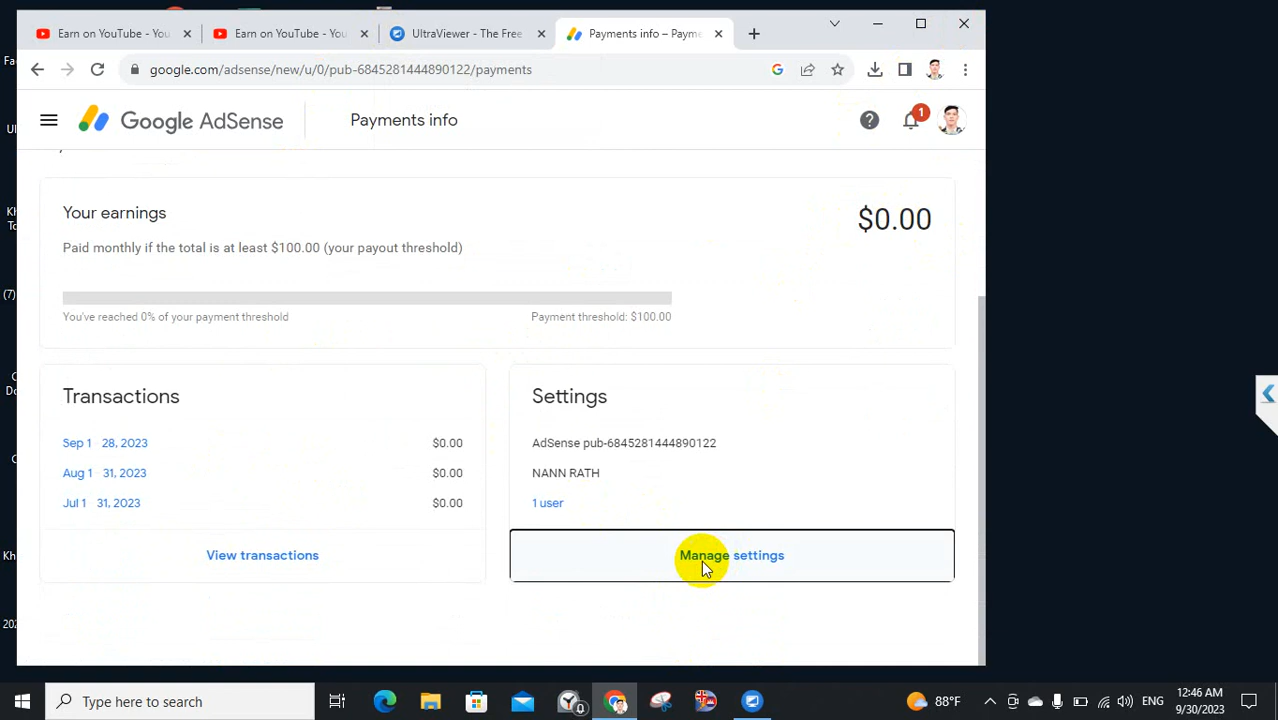 Earn on YouTube - You
Earn on YouTube - You
UltraViewer - The Free
Payments info – Payme
google.com/adsense/new/u/0/pub-6845281444890122/payments
Google AdSense
Payments info
1
Your earnings
$0.00
Paid monthly if the total is at least $100.00 (your payout threshold)
You've reached 0% of your payment threshold
Payment threshold: $100.00
Transactions
Sep 1 28, 2023 $0.00
Aug 1 31, 2023 $0.00
Jul 1 31, 2023 $0.00
View transactions
Settings
AdSense pub-6845281444890122
NANN RATH
1 user
Manage settings
Type here to search
88°F
ENG
12:46 AM
9/30/2023